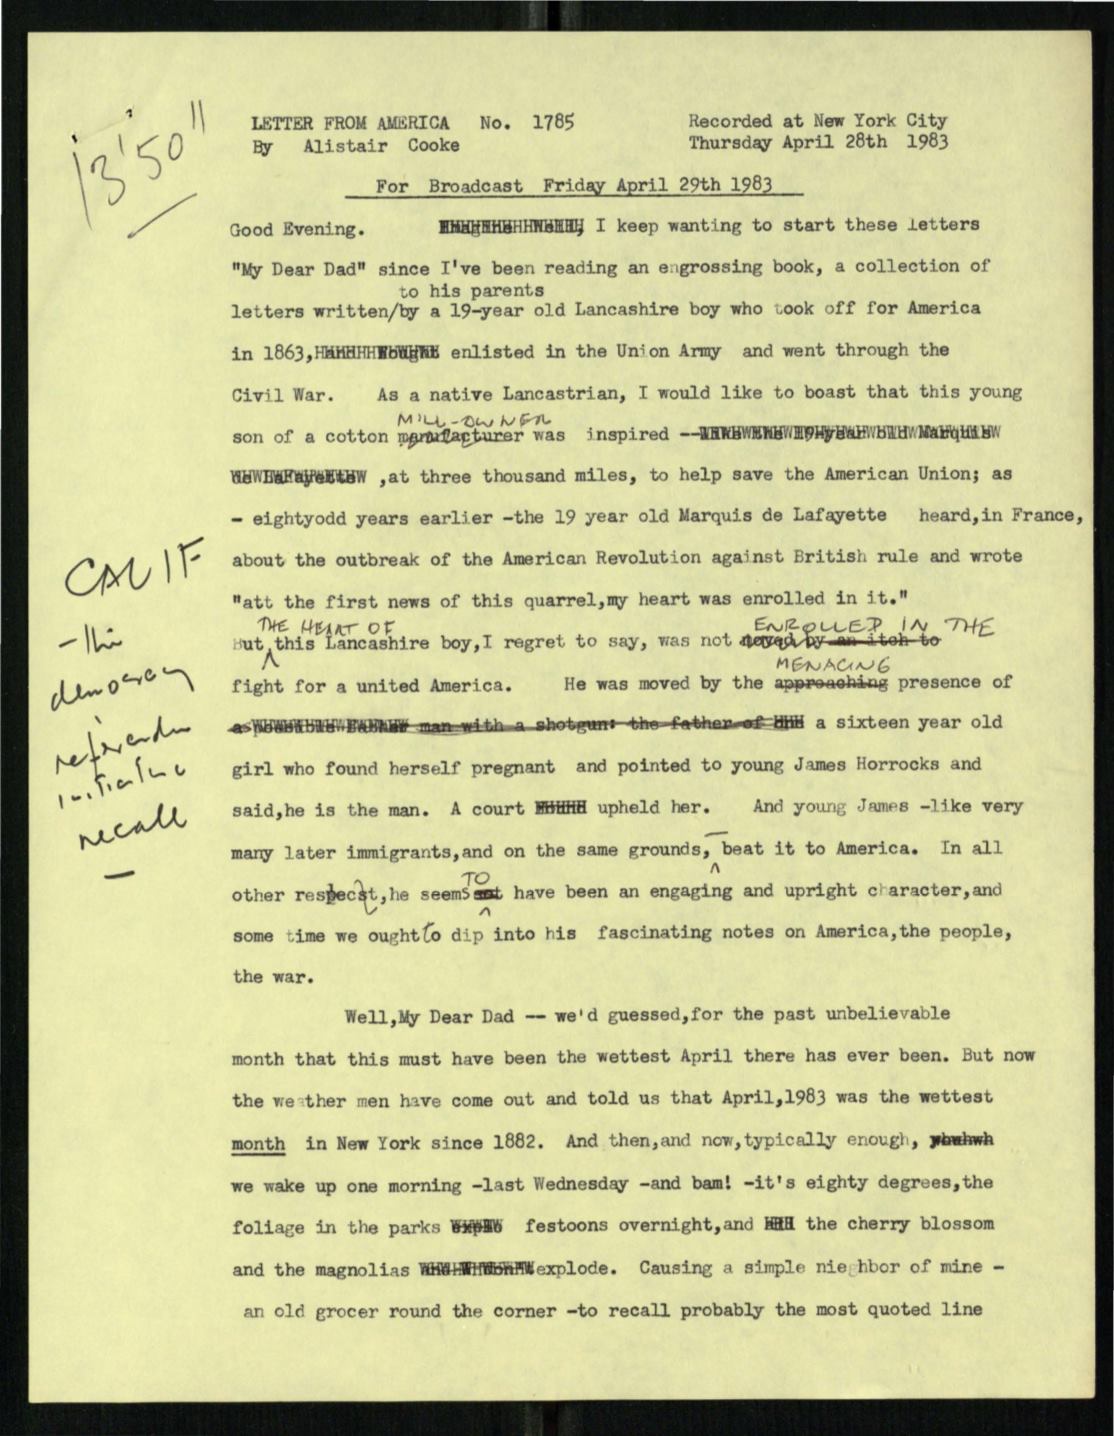 13'50"
LETTER FROM AMERICA No. 1785 Recorded at New York City
By Alistair Cooke Thursday April 28th 1983
For Broadcast Friday April 29th 1983
Good Evening. I keep wanting to start these letters
"My Dear Dad" since I've been reading an engrossing book, a collection of
to his parents
letters written/by a 19-year old Lancashire boy who took off for America
in 1863, enlisted in the Union Army and went through the
Civil War. As a native Lancastrian, I would like to boast that this young
MILL-OWNER
son of a cotton manufacturer was inspired --
,at three thousand miles, to help save the American Union; as
- eightyodd years earlier -the 19 year old Marquis de Lafayette heard,in France,
CALIF
about the outbreak of the American Revolution against British rule and wrote
"att the first news of this quarrel,my heart was enrolled in it."
THE HEART OF ENROLLED IN THE
But this Lancashire boy,I regret to say, was not moved by an itch to
MENACING
fight for a united America. He was moved by the approaching presence of
democracy
man with a shotgun: the father of a sixteen year old
girl who found herself pregnant and pointed to young James Horrocks and
said,he is the man. A court upheld her. And young James -like very
recall
many later immigrants,and on the same grounds, beat it to America. In all
TO
other respecst,he seems have been an engaging and upright character,and
some time we ought to dip into his fascinating notes on America,the people,
the war.
Well,My Dear Dad -- we'd guessed,for the past unbelievable
month that this must have been the wettest April there has ever been. But now
the weather men have come out and told us that April,1983 was the wettest
month in New York since 1882. And then,and now,typically enough,
we wake up one morning -last Wednesday -and bam! -it's eighty degrees,the
foliage in the parks festoons overnight,and the cherry blossom
and the magnolias explode. Causing a simple nieghbor of mine -
an old grocer round the corner -to recall probably the most quoted line